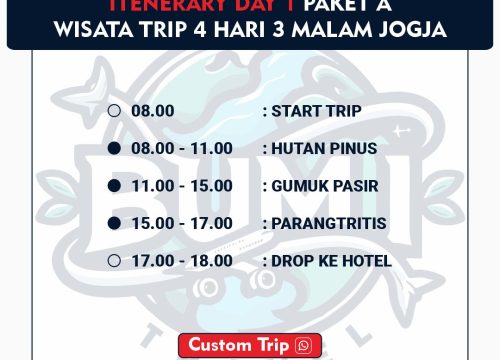 ITENERARY DAY 1 PAKET A
WISATA TRIP 4 HARI 3 MALAM JOGJA
08.00 : START TRIP
08.00 - 11.00 : HUTAN PINUS
11.00 - 15.00 : GUMUK PASIR
15.00 - 17.00 : PARANGTRITIS
17.00 - 18.00 : DROP KE HOTEL
BUMI
Custom Trip